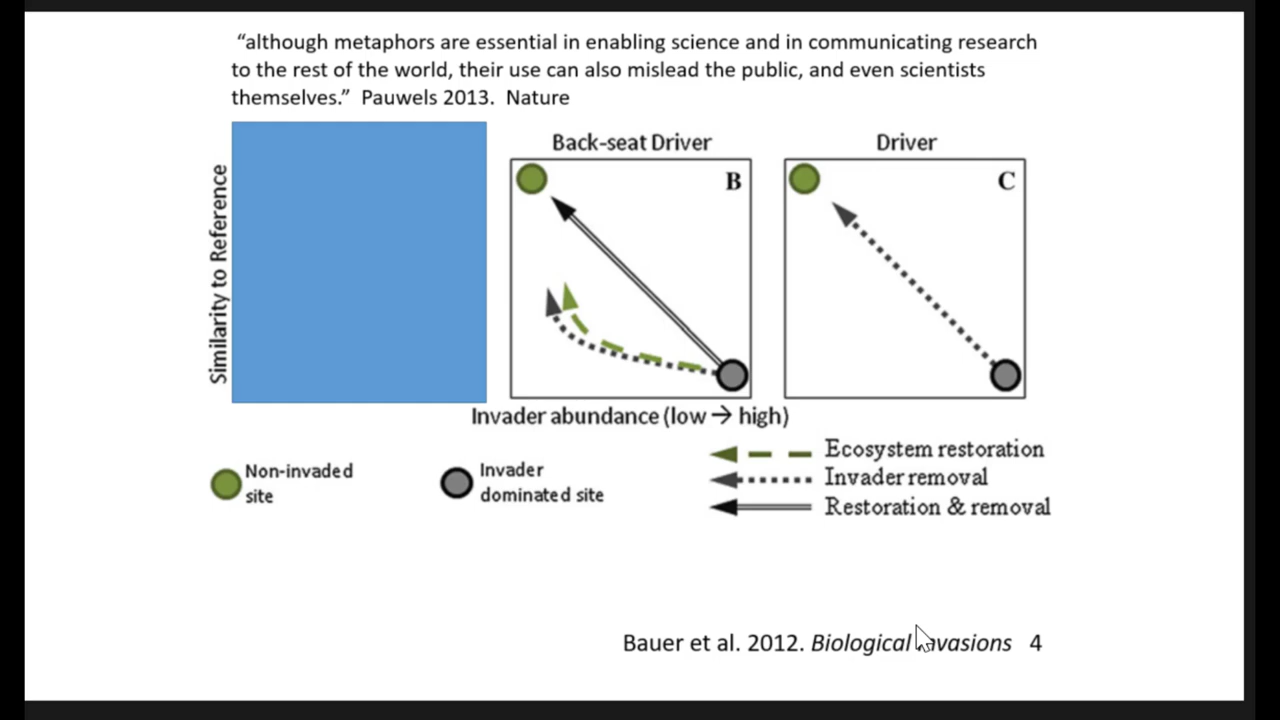 “although metaphors are essential in enabling science and in communicating research
to the rest of the world, their use can also mislead the public, and even scientists
themselves.”  Pauwels 2013.  Nature
Similarity to Reference
Back-seat Driver
B
Driver
C
Invader abundance (low → high)
Non-invaded
site
Invader
dominated site
Ecosystem restoration
Invader removal
Restoration & removal
Bauer et al. 2012. Biological Invasions 4